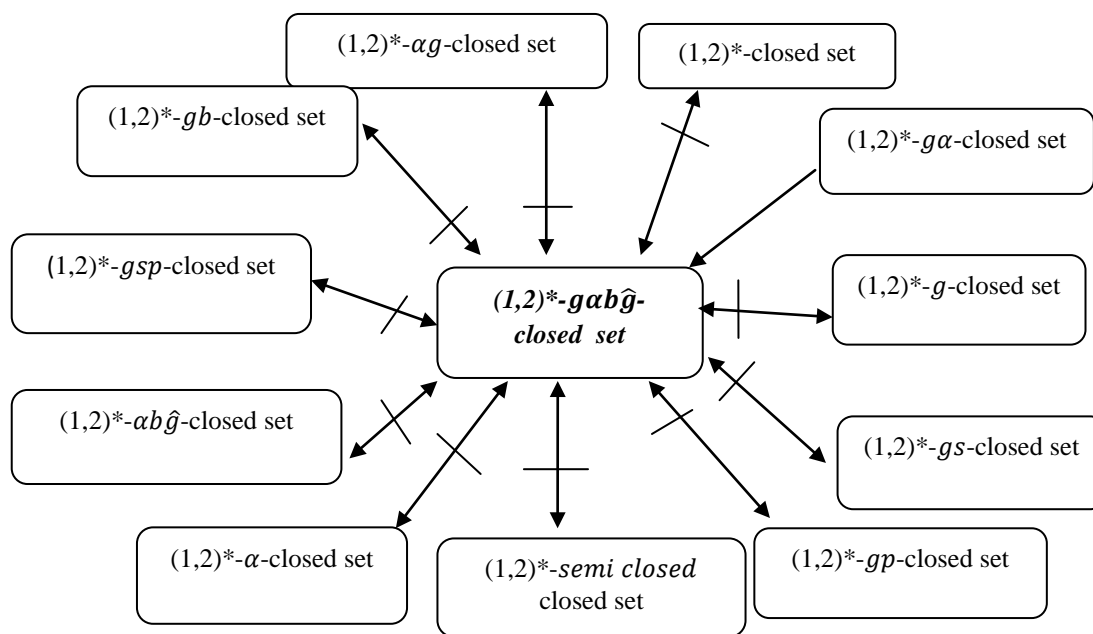 (1,2)*-αg-closed set
(1,2)*-closed set
(1,2)*-gb-closed set
(1,2)*-gα-closed set
(1,2)*-gsp-closed set
(1,2)*-gαbĝ-
closed set
(1,2)*-g-closed set
(1,2)*-αbĝ-closed set
(1,2)*-gs-closed set
(1,2)*-α-closed set
(1,2)*-semi closed
closed set
(1,2)*-gp-closed set